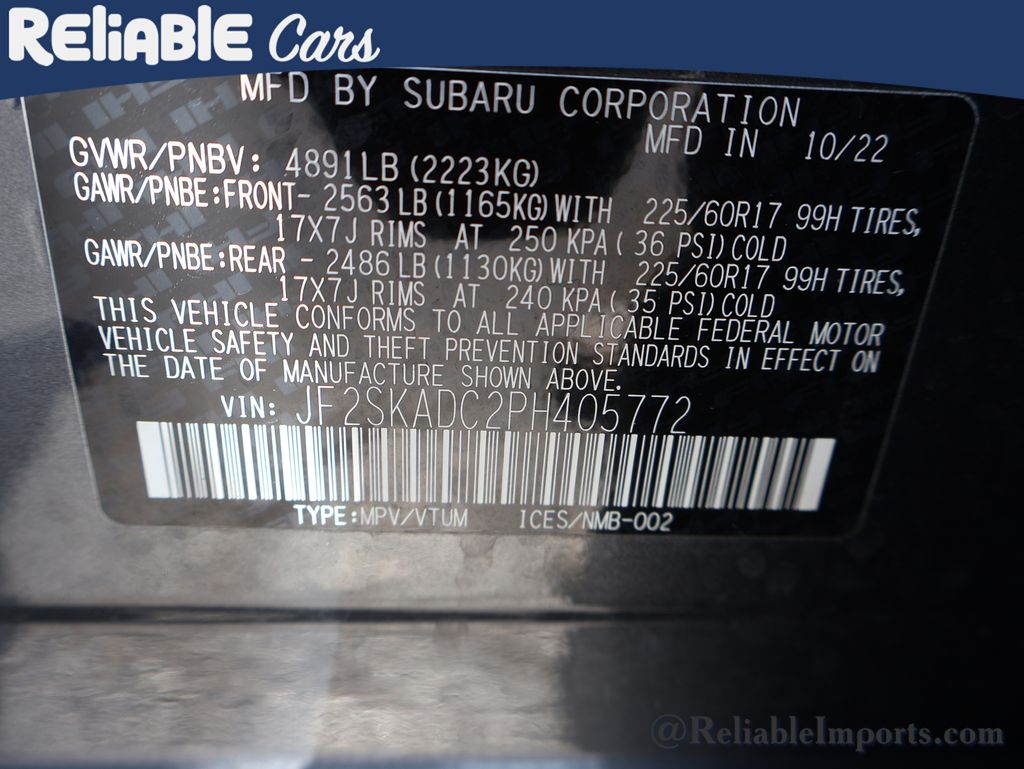 RELiABLE Cars
MFD BY SUBARU CORPORATION
MFD IN 10/22
GVWR/PNBV: 4891LB (2223KG)
GAWR/PNBE:FRONT- 2563LB(1165KG)WITH 225/60R17 99H TIRES,
17X7J RIMS AT 250 KPA( 36 PSI)COLD
GAWR/PNBE:REAR - 2486LB(1130KG)WITH 225/60R17 99H TIRES,
17X7J RIMS AT 240 KPA( 35 PSI)COLD
THIS VEHICLE CONFORMS TO ALL APPLICABLE FEDERAL MOTOR
VEHICLE SAFETY AND THEFT PREVENTION STANDARDS IN EFFECT ON
THE DATE OF MANUFACTURE SHOWN ABOVE.
VIN: JF2SKADC2PH405772
TYPE:MPV/VTUM ICES/NMB-002
@ReliableImports.com